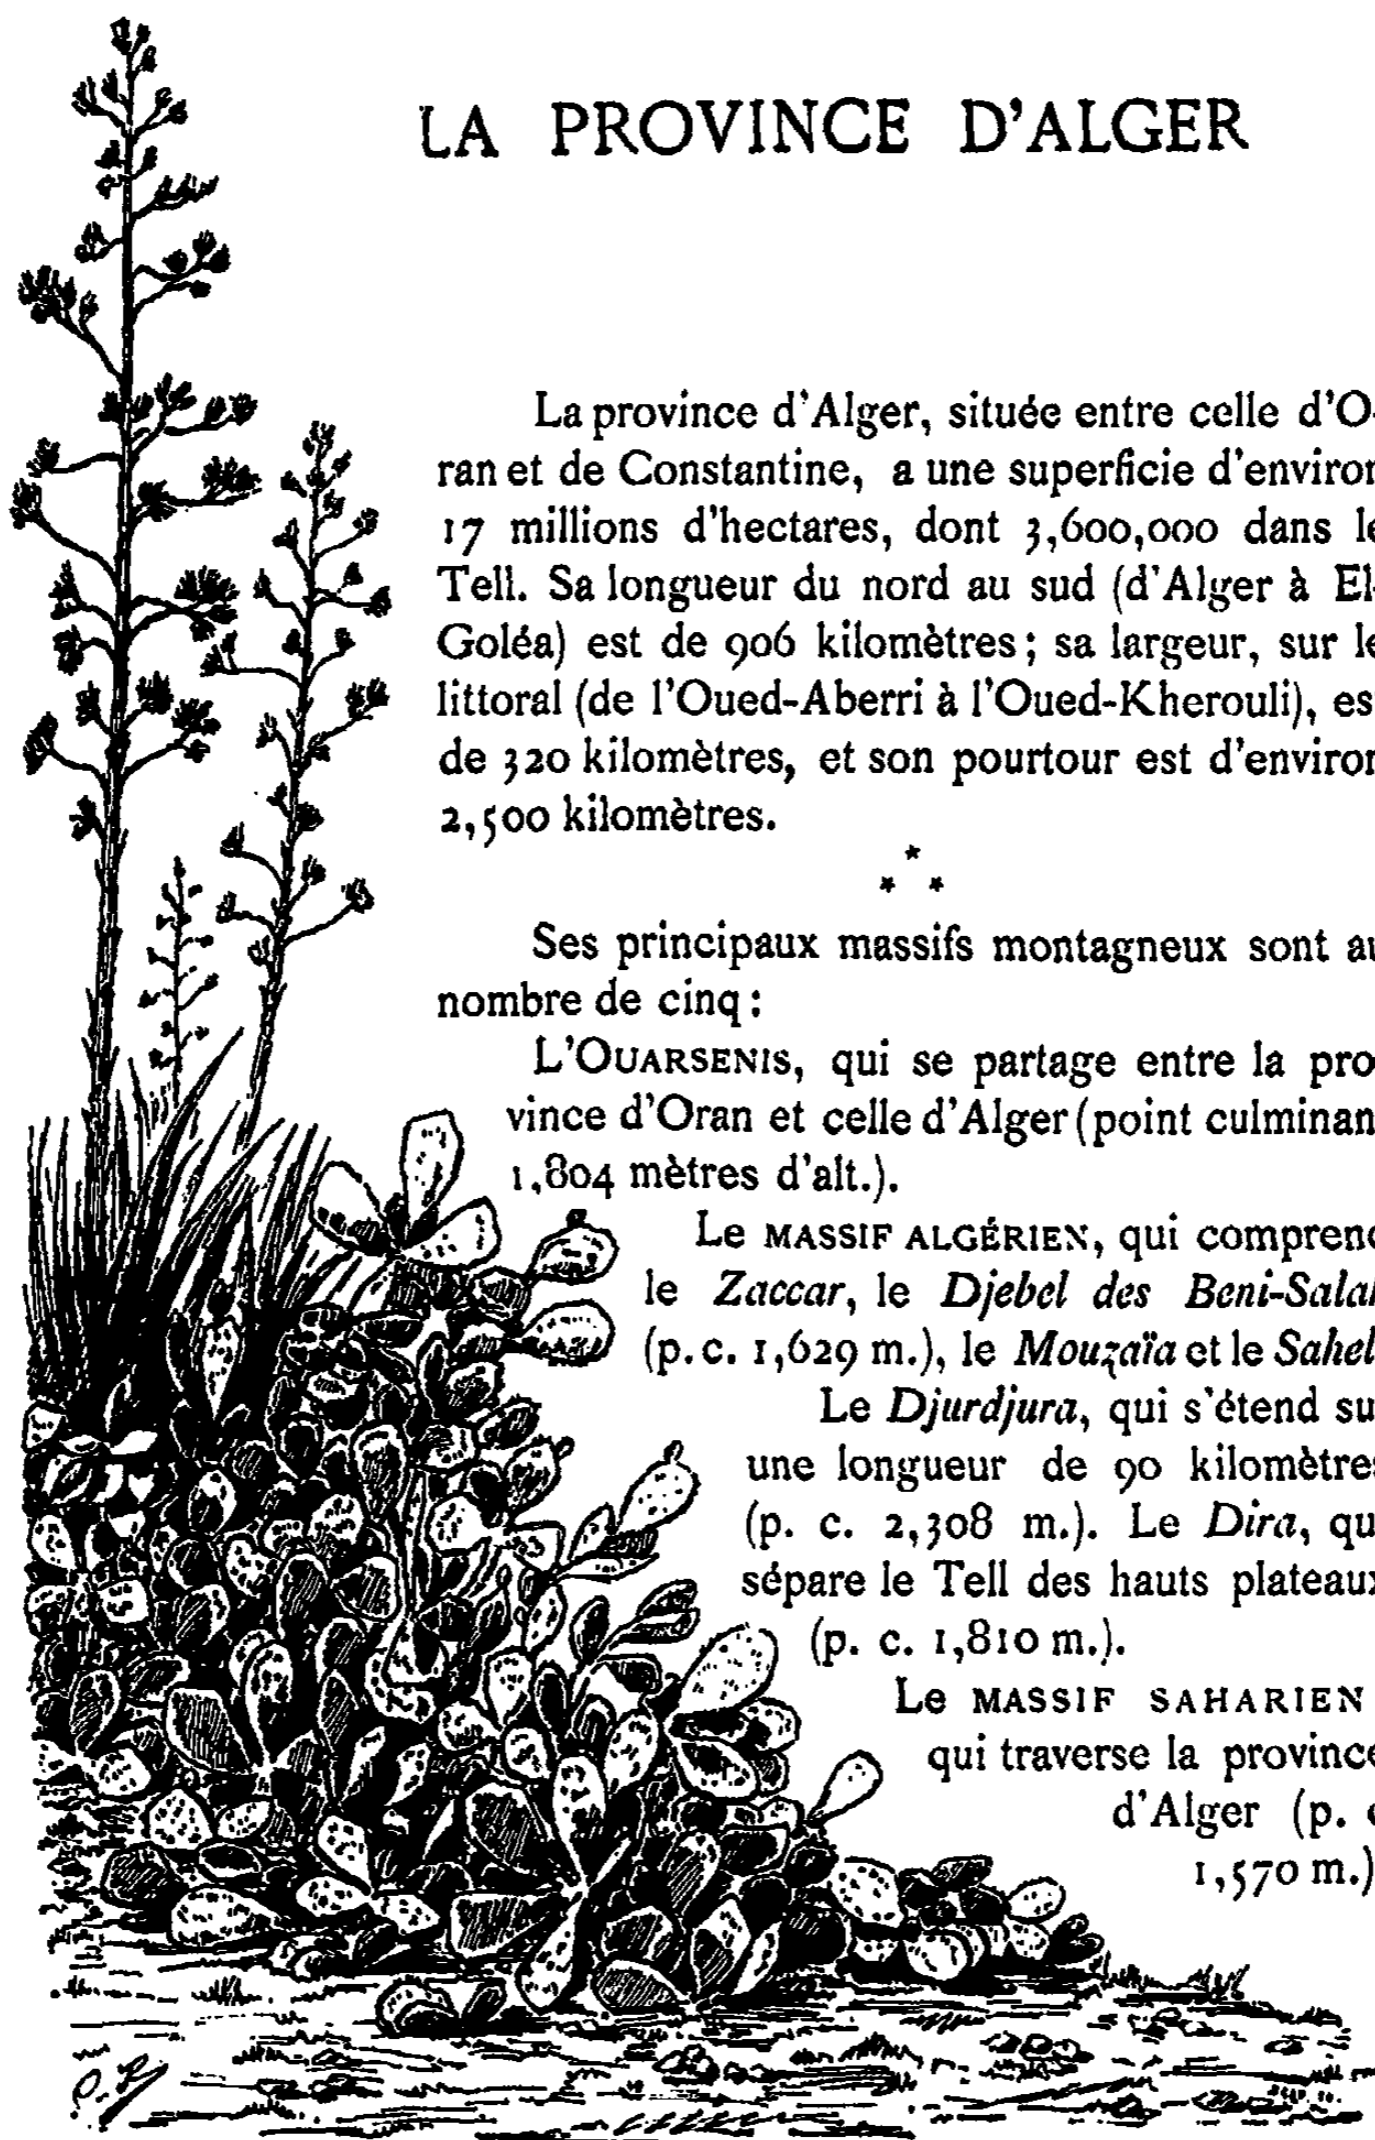 LA PROVINCE D'ALGER
La province d'Alger, située entre celle d'O-
ran et de Constantine, a une superficie d'environ
17 millions d'hectares, dont 3,600,000 dans le
Tell. Sa longueur du nord au sud (d'Alger à El-
Goléa) est de 906 kilomètres; sa largeur, sur le
littoral (de l'Oued-Aberri à l'Oued-Kherouli), est
de 320 kilomètres, et son pourtour est d'environ
2,500 kilomètres.
* * *
Ses principaux massifs montagneux sont au
nombre de cinq:
L'OUARSENIS, qui se partage entre la pro-
vince d'Oran et celle d'Alger (point culminant
1,804 mètres d'alt.).
Le MASSIF ALGÉRIEN, qui comprend
le Zaccar, le Djebel des Beni-Salah
(p. c. 1,629 m.), le Mouzaïa et le Sahel.
Le Djurdjura, qui s'étend sur
une longueur de 90 kilomètres
(p. c. 2,308 m.). Le Dira, qui
sépare le Tell des hauts plateaux
(p. c. 1,810 m.).
Le MASSIF SAHARIEN
qui traverse la province
d'Alger (p. c
1,570 m.)